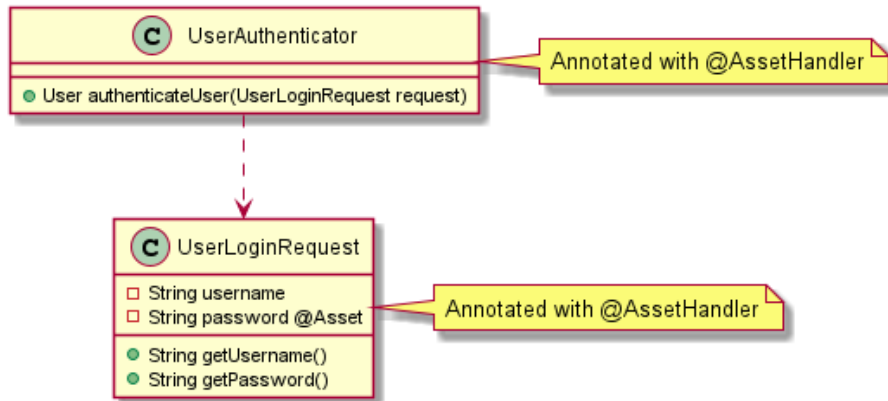 C UserAuthenticator
Annotated with @AssetHandler
User authenticateUser(UserLoginRequest request)
C UserLoginRequest
String username
String password @Asset
Annotated with @AssetHandler
String getUsername()
String getPassword()